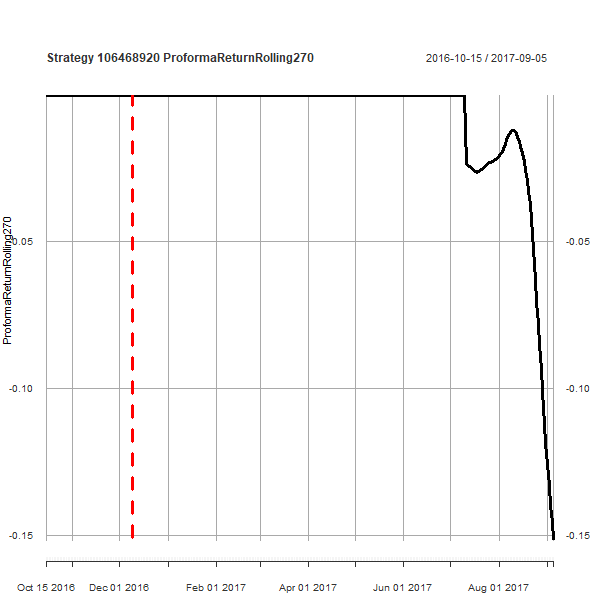 Strategy 106468920 ProformaReturnRolling270
2016-10-15 / 2017-09-05
ProformaReturnRolling270
-0.05
-0.05
-0.10
-0.10
-0.15
-0.15
Oct 15 2016
Dec 01 2016
Feb 01 2017
Apr 01 2017
Jun 01 2017
Aug 01 2017